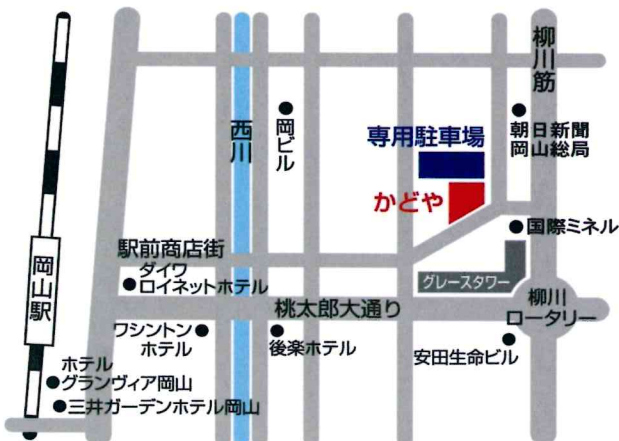 柳川筋
西川
岡ビル
専用駐車場
朝日新聞
岡山総局
かどや
国際ミネル
駅前商店街
ダイワ
ロイネットホテル
グレースタワー
岡山駅
桃太郎大通り
柳川
ロータリー
ワシントン
ホテル
後楽ホテル
安田生命ビル
ホテル
グランヴィア岡山
三井ガーデンホテル岡山